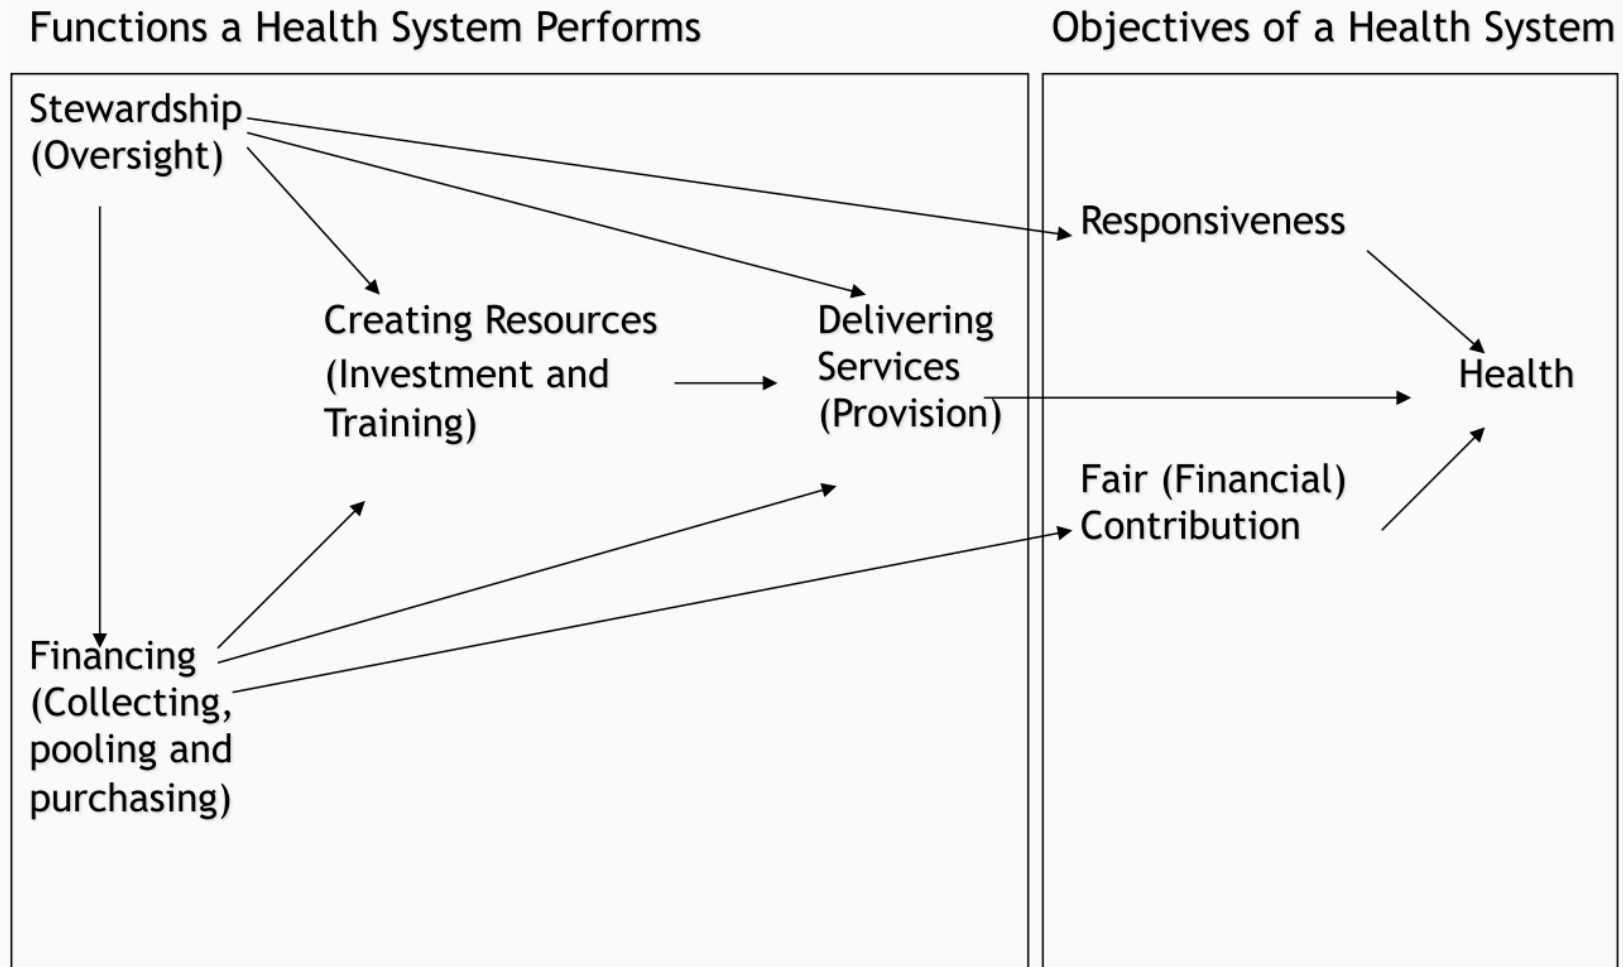 Functions a Health System Performs
Objectives of a Health System
Stewardship
(Oversight)
Responsiveness
Creating Resources
(Investment and
Training)
Delivering
Services
(Provision)
Health
Fair (Financial)
Contribution
Financing
(Collecting,
pooling and
purchasing)